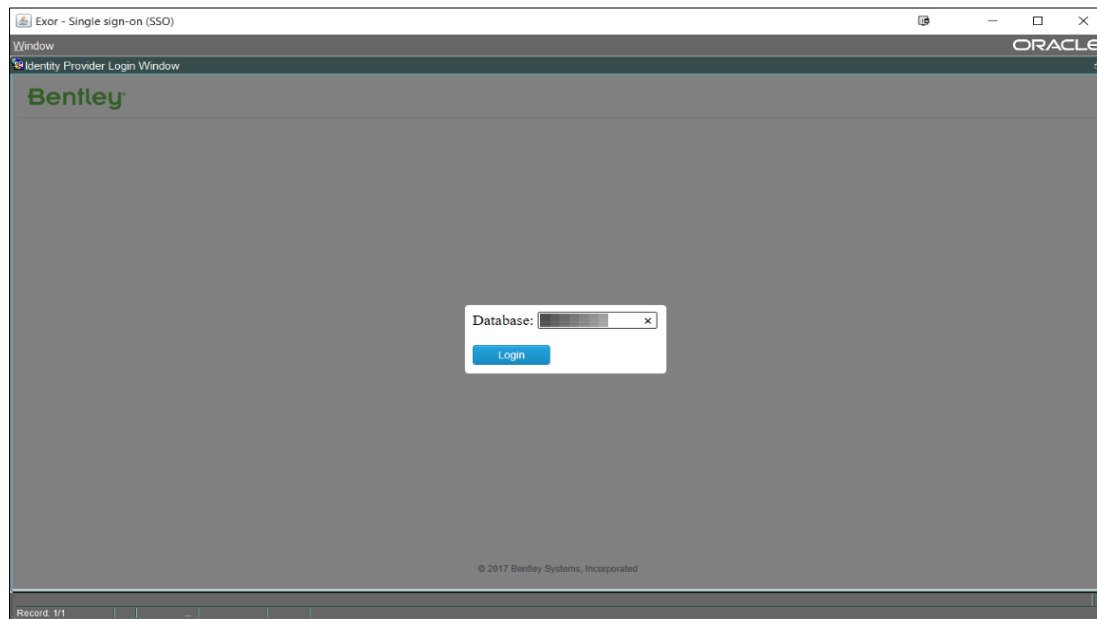 Exor - Single sign-on (SSO)
Window
ORACLE
Identity Provider Login Window
Bentley
Database:
Login
© 2017 Bentley Systems, Incorporated
Record: 1/1